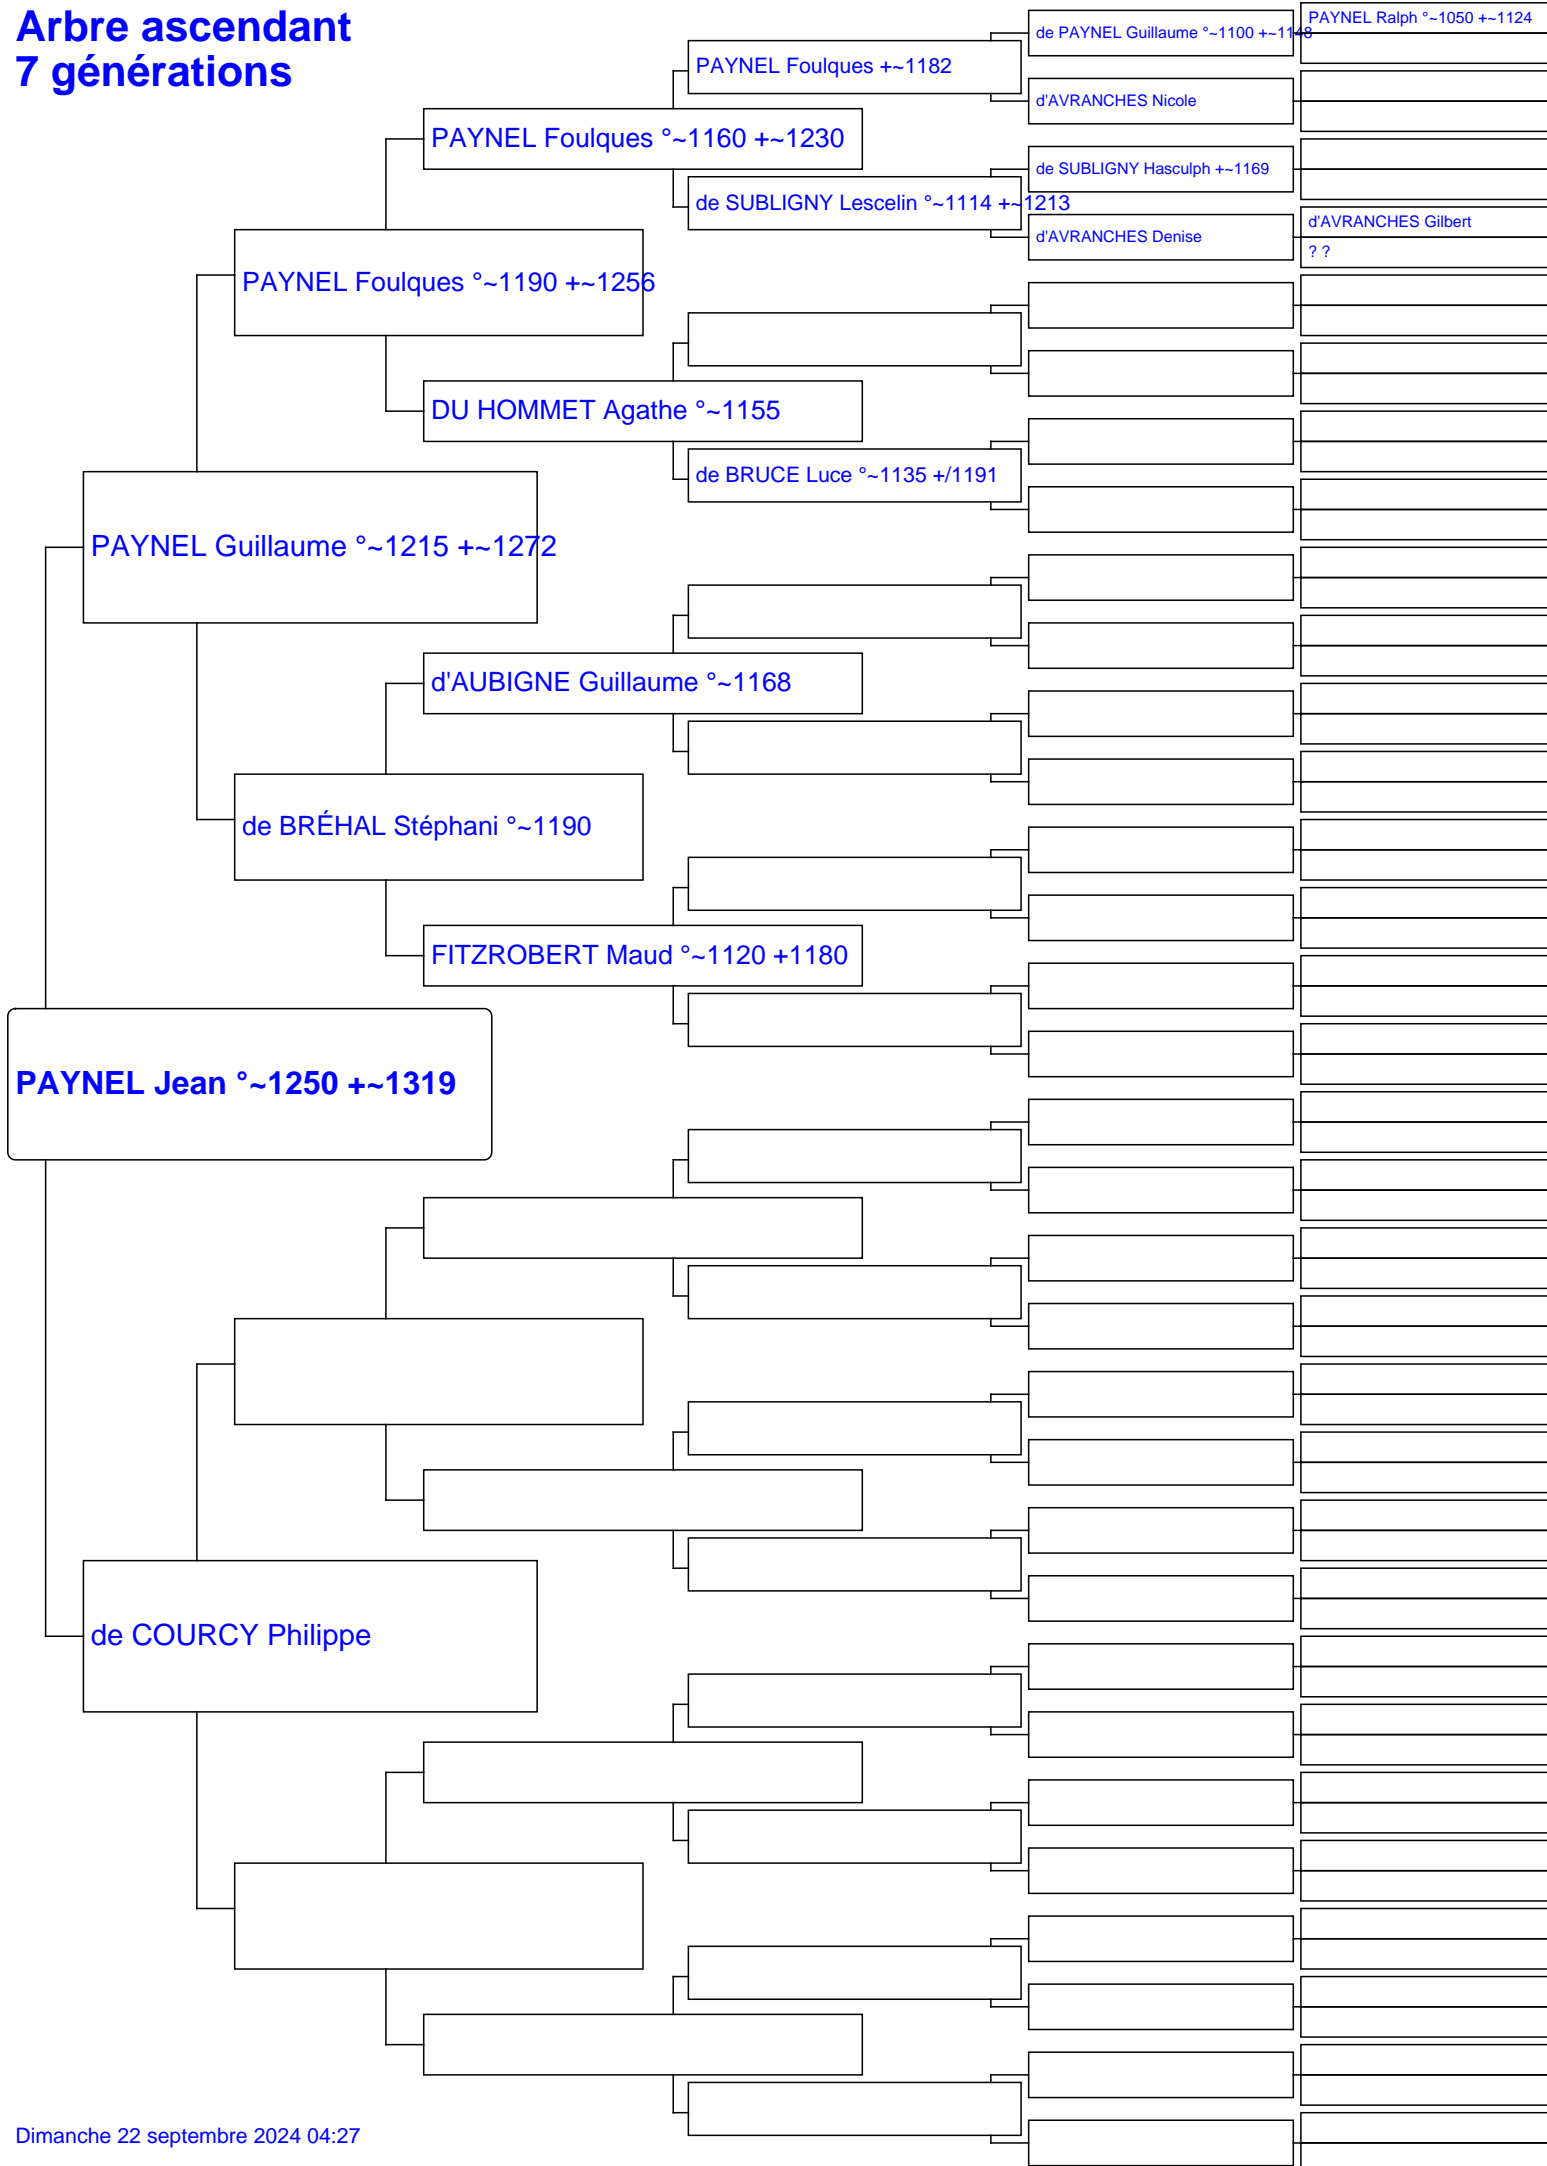 Arbre ascendant
7 générations
de PAYNEL Guillaume °~1100 +~1148
PAYNEL Ralph °~1050 +~1124
PAYNEL Foulques +~1182
d'AVRANCHES Nicole
PAYNEL Foulques °~1160 +~1230
de SUBLIGNY Hasculph +~1169
de SUBLIGNY Lescelin °~1114 +~1213
d'AVRANCHES Denise
d'AVRANCHES Gilbert
? ?
PAYNEL Foulques °~1190 +~1256
DU HOMMET Agathe °~1155
de BRUCE Luce °~1135 +/1191
PAYNEL Guillaume °~1215 +~1272
d'AUBIGNE Guillaume °~1168
de BRÉHAL Stéphani °~1190
FITZROBERT Maud °~1120 +1180
PAYNEL Jean °~1250 +~1319
de COURCY Philippe
Dimanche 22 septembre 2024 04:27